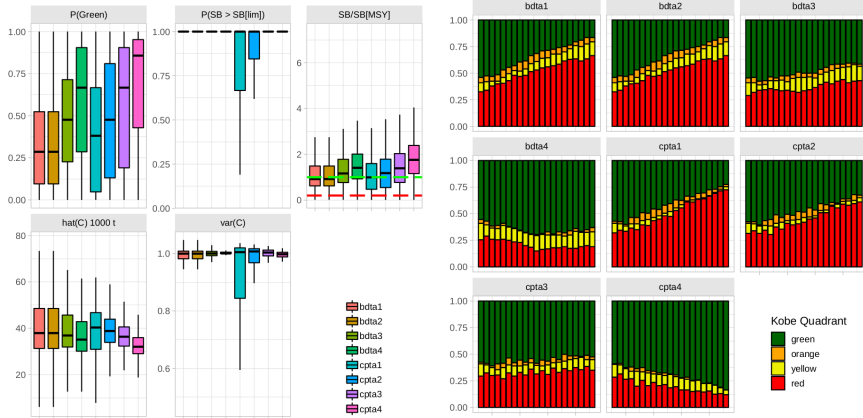 P(Green)
P(SB > SB[lim])
SB/SB[MSY]
1.00
0.75
0.50
0.25
0.00
1.00
0.75
0.50
0.25
0.00
6
4
2
0
hat(C) 1000 t
var(C)
80
60
40
20
1.0
0.8
0.6
bdta1
bdta2
bdta3
bdta4
cpta1
cpta2
cpta3
cpta4
bdta1
bdta2
bdta3
1.00
0.75
0.50
0.25
0.00
bdta4
cpta1
cpta2
1.00
0.75
0.50
0.25
0.00
cpta3
cpta4
1.00
0.75
0.50
0.25
0.00
Kobe Quadrant
green
orange
yellow
red